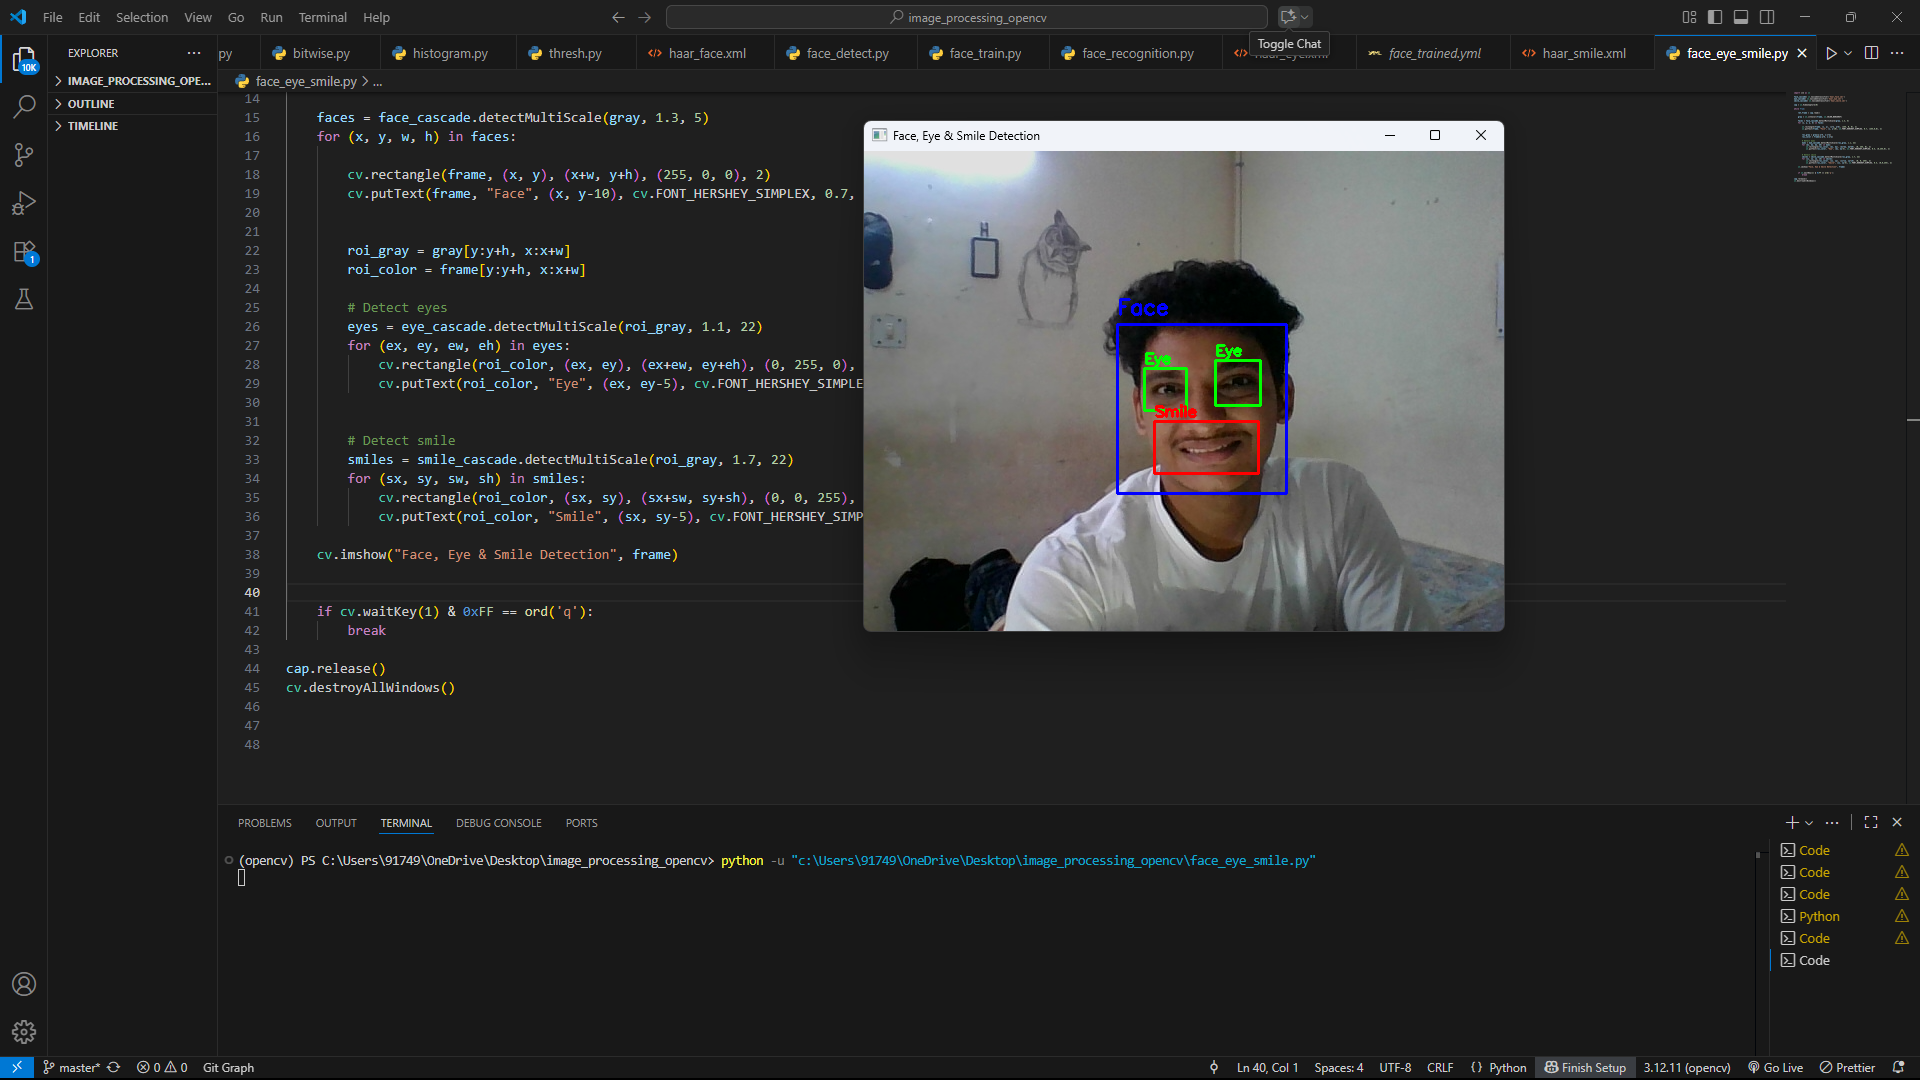 File Edit Selection View Go Run Terminal Help
image_processing_opencv
Toggle Chat
EXPLORER
IMAGE_PROCESSING_OPE...
OUTLINE
TIMELINE
10K
1
py
bitwise.py
histogram.py
thresh.py
haar_face.xml
face_detect.py
face_train.py
face_recognition.py
face_trained.yml
haar_smile.xml
face_eye_smile.py
face_eye_smile.py > ...
14
15 faces = face_cascade.detectMultiScale(gray, 1.3, 5)
16 for (x, y, w, h) in faces:
17
18 cv.rectangle(frame, (x, y), (x+w, y+h), (255, 0, 0), 2)
19 cv.putText(frame, "Face", (x, y-10), cv.FONT_HERSHEY_SIMPLEX, 0.7,
20
21
22 roi_gray = gray[y:y+h, x:x+w]
23 roi_color = frame[y:y+h, x:x+w]
24
25 # Detect eyes
26 eyes = eye_cascade.detectMultiScale(roi_gray, 1.1, 22)
27 for (ex, ey, ew, eh) in eyes:
28 cv.rectangle(roi_color, (ex, ey), (ex+ew, ey+eh), (0, 255, 0),
29 cv.putText(roi_color, "Eye", (ex, ey-5), cv.FONT_HERSHEY_SIMPLE
30
31
32 # Detect smile
33 smiles = smile_cascade.detectMultiScale(roi_gray, 1.7, 22)
34 for (sx, sy, sw, sh) in smiles:
35 cv.rectangle(roi_color, (sx, sy), (sx+sw, sy+sh), (0, 0, 255),
36 cv.putText(roi_color, "Smile", (sx, sy-5), cv.FONT_HERSHEY_SIMP
37
38 cv.imshow("Face, Eye & Smile Detection", frame)
39
40
41 if cv.waitKey(1) & 0xFF == ord('q'):
42 break
43
44 cap.release()
45 cv.destroyAllWindows()
46
47
48
Face, Eye & Smile Detection
H
Face
Eye
Eye
Smile
PROBLEMS OUTPUT TERMINAL DEBUG CONSOLE PORTS
(opencv) PS C:\Users\91749\OneDrive\Desktop\image_processing_opencv> python -u "c:\Users\91749\OneDrive\Desktop\image_processing_opencv\face_eye_smile.py"
Code
Code
Code
Python
Code
Code
master* 0 0 Git Graph
Ln 40, Col 1 Spaces: 4 UTF-8 CRLF {} Python Finish Setup 3.12.11 (opencv) Go Live Prettier